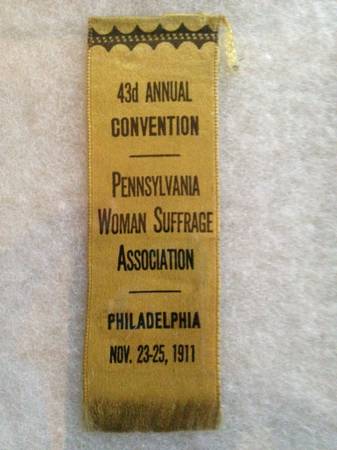 43d ANNUAL
CONVENTION
PENNSYLVANIA
WOMAN SUFFRAGE
ASSOCIATION
PHILADELPHIA
NOV. 23-25, 1911